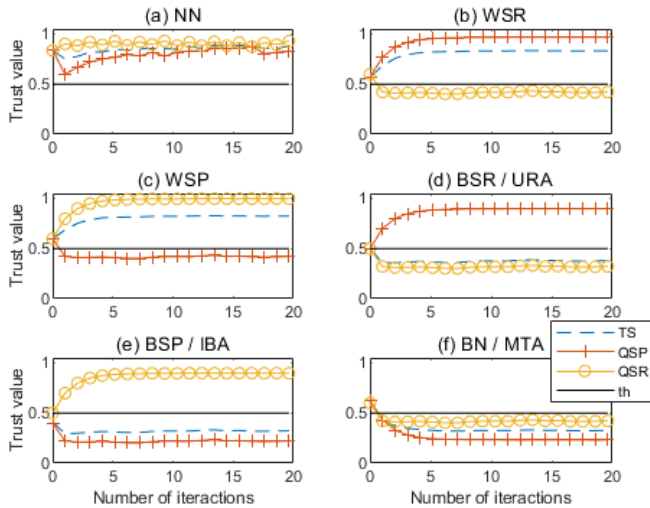 (a) NN
(b) WSR
1
0.5
0
Trust value
0 5 10 15 20
1
0.5
0
0 5 10 15 20
(c) WSP
(d) BSR / URA
1
0.5
0
Trust value
0 5 10 15 20
1
0.5
0
0 5 10 15 20
(e) BSP / IBA
(f) BN / MTA
1
0.5
0
Trust value
0 5 10 15 20
Number of iteractions
1
0.5
0
0 5 10 15 20
Number of iteractions
TS
QSP
QSR
th